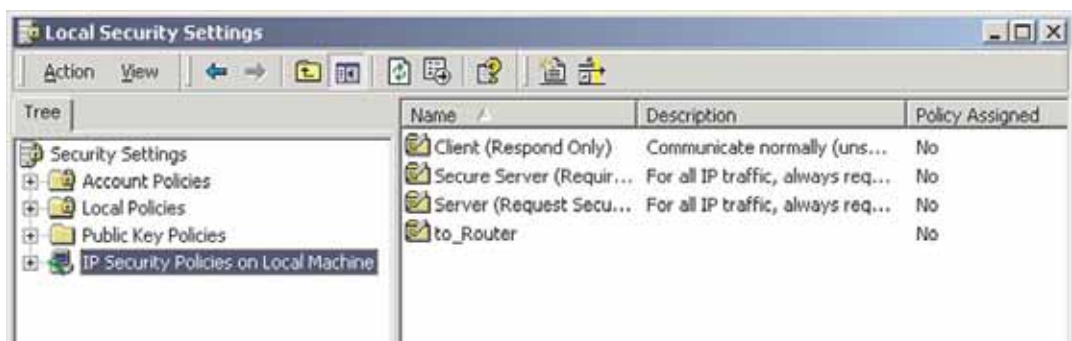 Local Security Settings
Action View
Tree
Security Settings
Account Policies
Local Policies
Public Key Policies
IP Security Policies on Local Machine
Name Description Policy Assigned
Client (Respond Only) Communicate normally (uns... No
Secure Server (Requir... For all IP traffic, always req... No
Server (Request Secu... For all IP traffic, always req... No
to_Router No